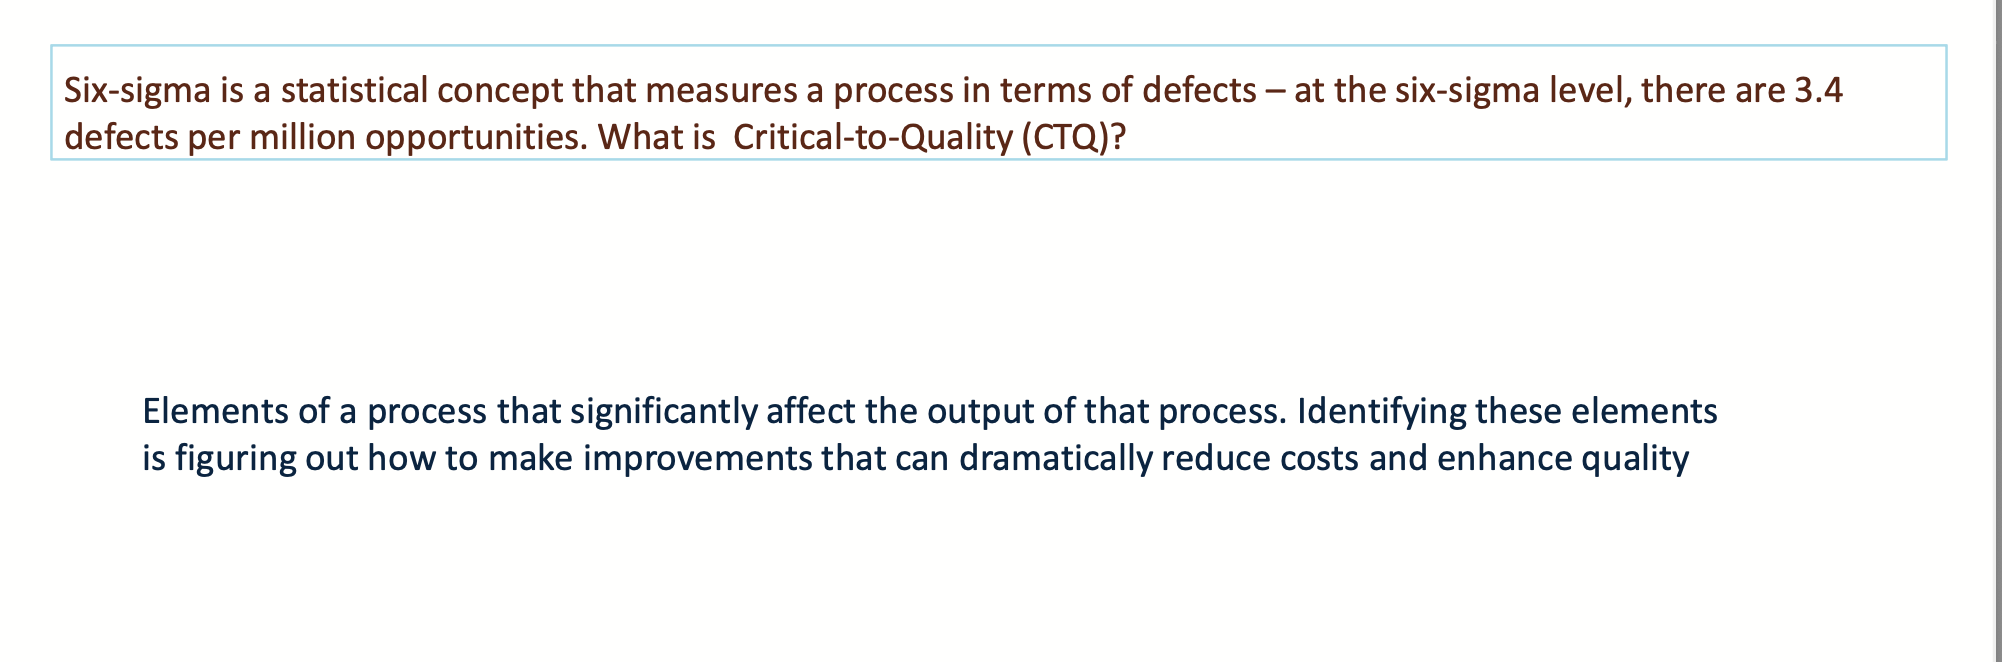 Six-sigma is a statistical concept that measures a process in terms of defects – at the six-sigma level, there are 3.4
defects per million opportunities. What is  Critical-to-Quality (CTQ)?
Elements of a process that significantly affect the output of that process. Identifying these elements
is figuring out how to make improvements that can dramatically reduce costs and enhance quality